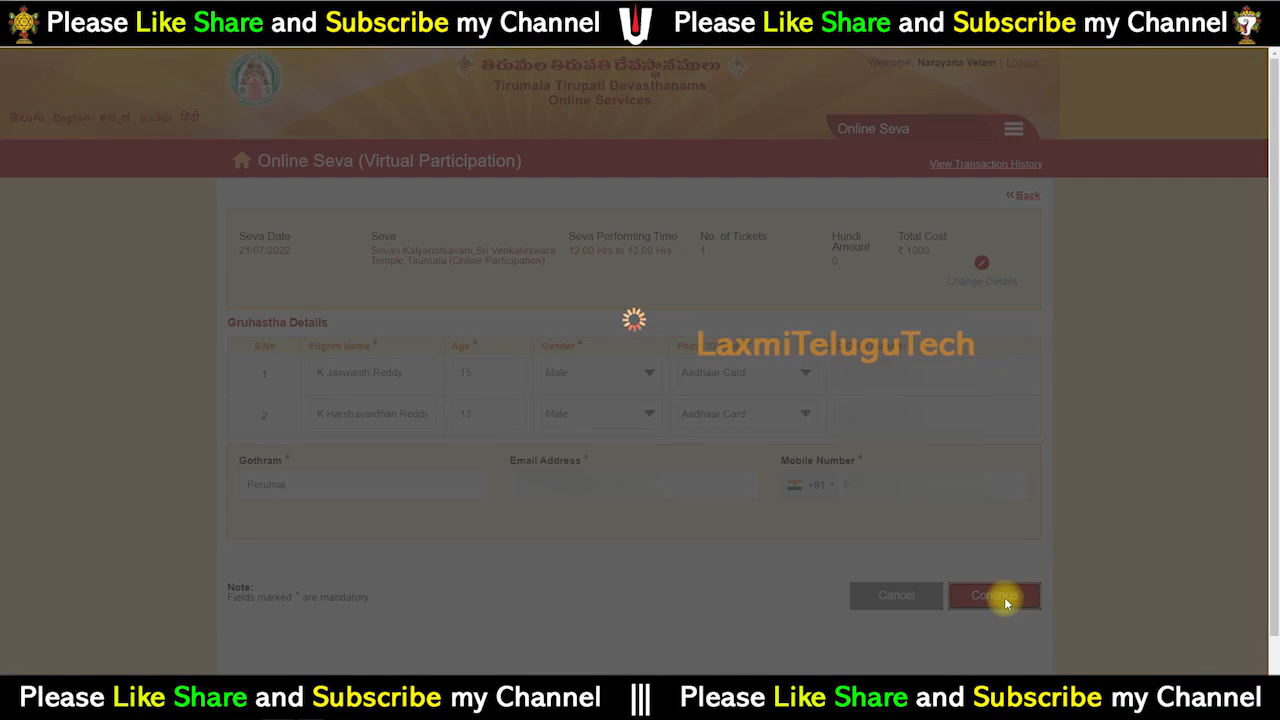 Please Like Share and Subscribe my Channel Please Like Share and Subscribe my Channel
తిరుమల తిరుపతి దేవస్థానములు
Welcome, Narayana Velam | Logout
Tirumala Tirupati Devasthanams
Online Services
తెలుగు English ಕನ್ನಡ தமிழ் हिंदी
Online Seva
Online Seva (Virtual Participation)
View Transaction History
«Back
Seva Date Seva Seva Performing Time No. of Tickets Hundi Amount Total Cost
21/07/2022 Srivari Kalyanotsavam,Sri Venkateswara Temple,Tirumala (Online Participation) 12.00 Hrs to 13.00 Hrs 1 0 ₹ 1000
Change Details
Gruhastha Details
LaxmiTeluguTech
S.No Pilgrim Name * Age * Gender *
1 K Jaswanth Reddy 15 Male Aadhaar Card
2 K Harshavardhan Reddy 13 Male Aadhaar Card
Gothram * Email Address * Mobile Number *
Perumal +91 9
Note:
Fields marked * are mandatory
Cancel Continue
Please Like Share and Subscribe my Channel ||| Please Like Share and Subscribe my Channel